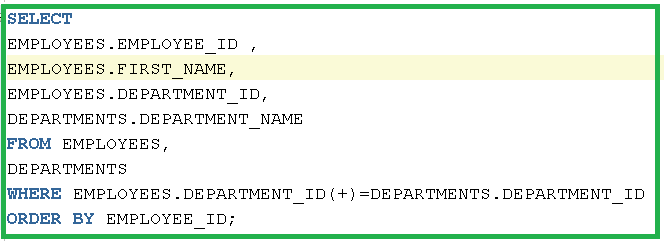 SELECT
EMPLOYEES.EMPLOYEE_ID ,
EMPLOYEES.FIRST_NAME,
EMPLOYEES.DEPARTMENT_ID,
DEPARTMENTS.DEPARTMENT_NAME
FROM EMPLOYEES,
DEPARTMENTS
WHERE EMPLOYEES.DEPARTMENT_ID(+)=DEPARTMENTS.DEPARTMENT_ID
ORDER BY EMPLOYEE_ID;